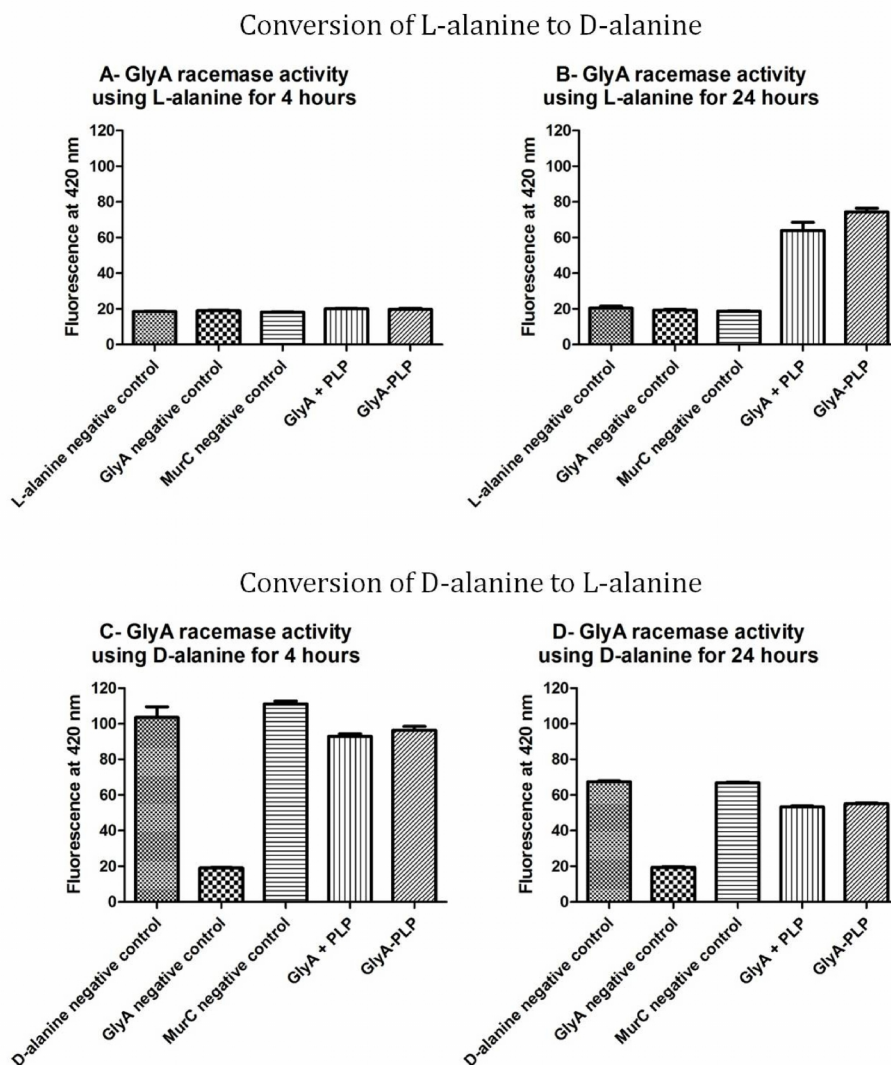 Conversion of L-alanine to D-alanine
A- GlyA racemase activity
using L-alanine for 4 hours
Fluorescence at 420 nm
120
100
80
60
40
20
0
L-alanine negative control
GlyA negative control
MurC negative control
GlyA + PLP
GlyA-PLP
B- GlyA racemase activity
using L-alanine for 24 hours
Fluorescence at 420 nm
120
100
80
60
40
20
0
L-alanine negative control
GlyA negative control
MurC negative control
GlyA + PLP
GlyA-PLP
Conversion of D-alanine to L-alanine
C- GlyA racemase activity
using D-alanine for 4 hours
Fluorescence at 420 nm
120
100
80
60
40
20
0
D-alanine negative control
GlyA negative control
MurC negative control
GlyA + PLP
GlyA-PLP
D- GlyA racemase activity
using D-alanine for 24 hours
Fluorescence at 420 nm
120
100
80
60
40
20
0
D-alanine negative control
GlyA negative control
MurC negative control
GlyA + PLP
GlyA-PLP